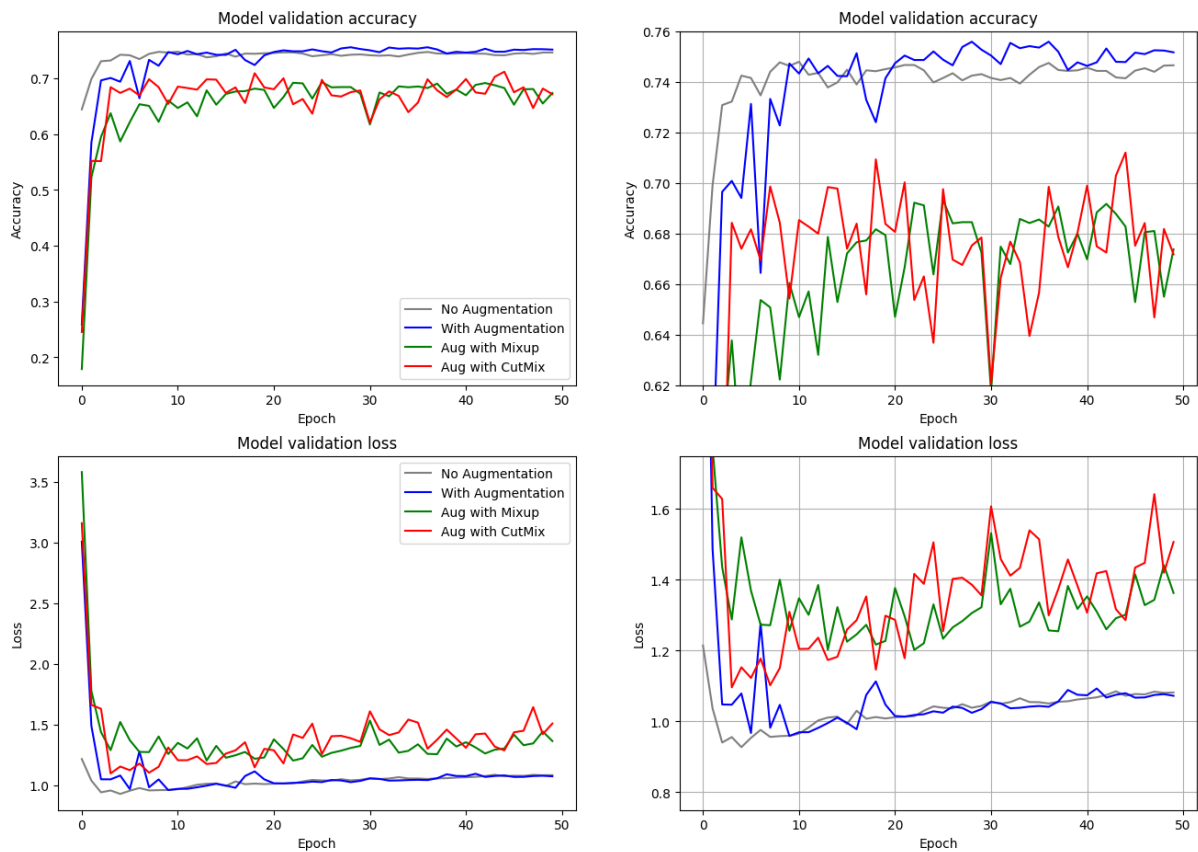 Model validation accuracy
Accuracy
0.7
0.6
0.5
0.4
0.3
0.2
No Augmentation
With Augmentation
Aug with Mixup
Aug with CutMix
0 10 20 30 40 50
Epoch
Model validation accuracy
Accuracy
0.76
0.74
0.72
0.70
0.68
0.66
0.64
0.62
0 10 20 30 40 50
Epoch
Model validation loss
Loss
3.5
3.0
2.5
2.0
1.5
1.0
No Augmentation
With Augmentation
Aug with Mixup
Aug with CutMix
0 10 20 30 40 50
Epoch
Model validation loss
Loss
1.6
1.4
1.2
1.0
0.8
0 10 20 30 40 50
Epoch